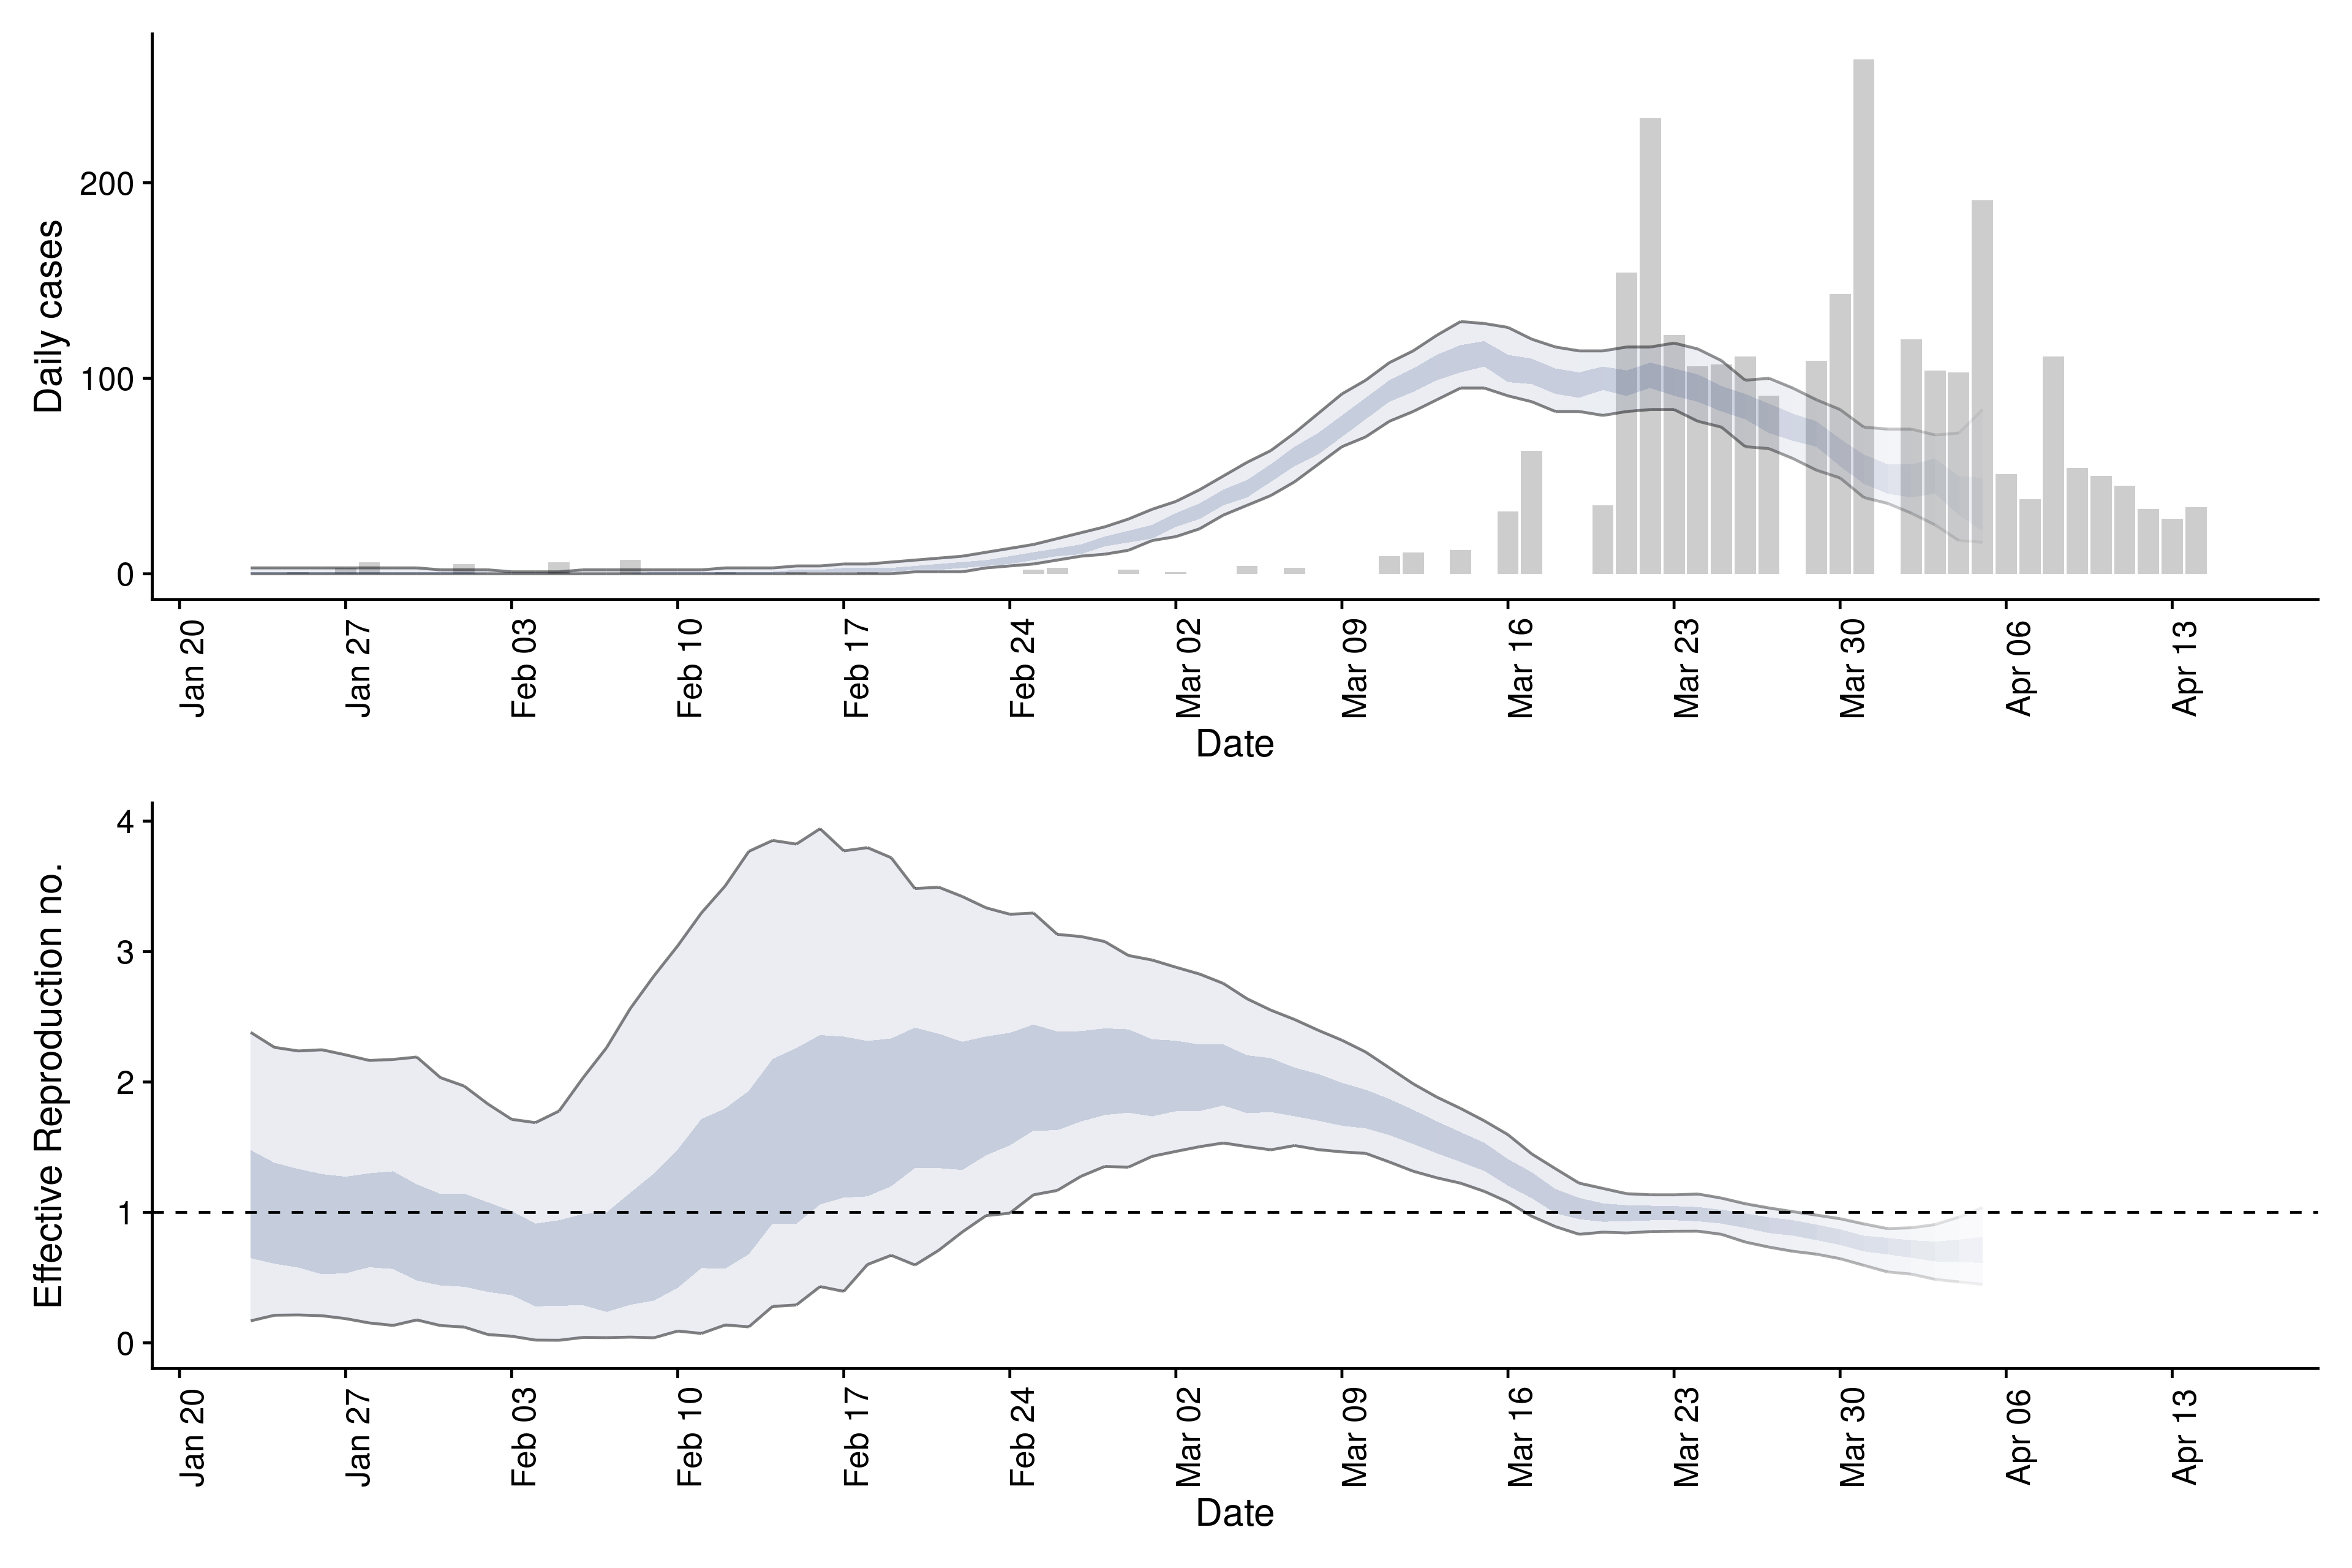 Daily cases
200
100
0
Jan 20
Jan 27
Feb 03
Feb 10
Feb 17
Feb 24
Mar 02
Mar 09
Mar 16
Mar 23
Mar 30
Apr 06
Apr 13
Date
Effective Reproduction no.
4
3
2
1
0
Jan 20
Jan 27
Feb 03
Feb 10
Feb 17
Feb 24
Mar 02
Mar 09
Mar 16
Mar 23
Mar 30
Apr 06
Apr 13
Date